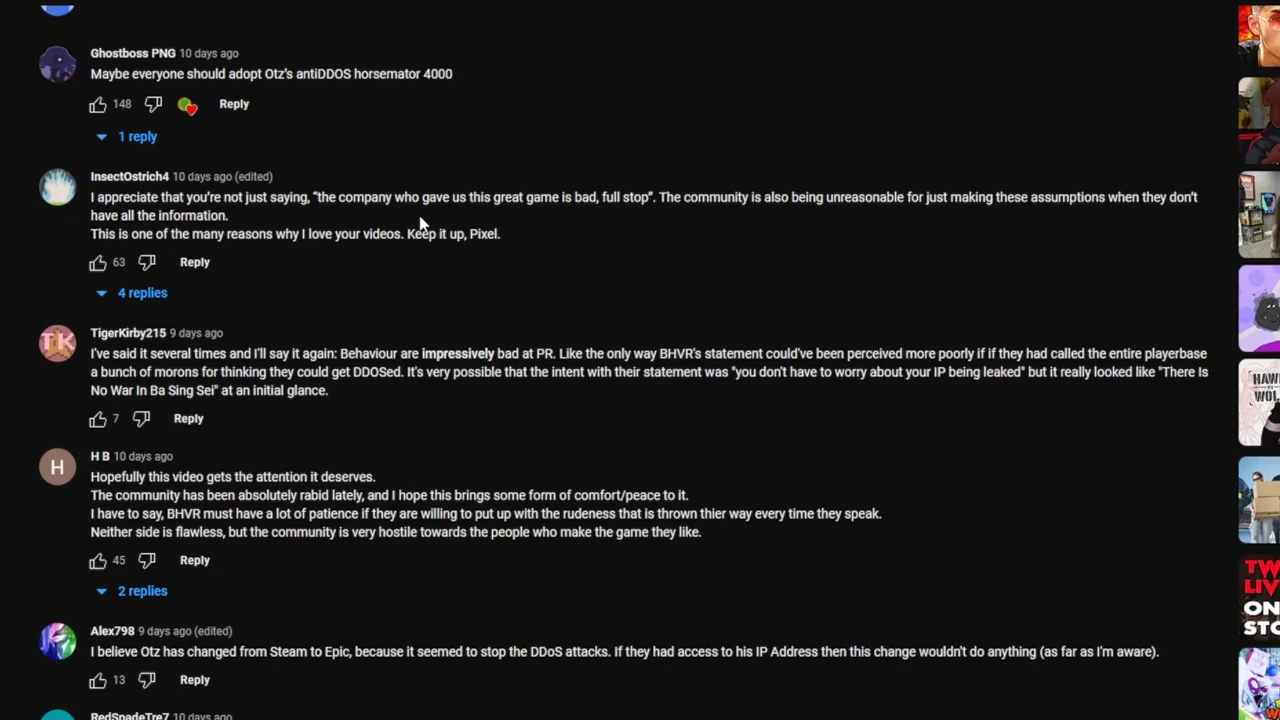 Ghostboss PNG 10 days ago
Maybe everyone should adopt Otz's antiDDOS horsemator 4000
148 Reply
1 reply
InsectOstrich4 10 days ago (edited)
I appreciate that you're not just saying, “the company who gave us this great game is bad, full stop”. The community is also being unreasonable for just making these assumptions when they don't
have all the information.
This is one of the many reasons why I love your videos. Keep it up, Pixel.
63 Reply
4 replies
TK
TigerKirby215 9 days ago
I've said it several times and I'll say it again: Behaviour are impressively bad at PR. Like the only way BHVR's statement could've been perceived more poorly if if they had called the entire playerbase
a bunch of morons for thinking they could get DDOSed. It's very possible that the intent with their statement was "you don't have to worry about your IP being leaked" but it really looked like "There Is
No War In Ba Sing Sei" at an initial glance.
7 Reply
H
H B 10 days ago
Hopefully this video gets the attention it deserves.
The community has been absolutely rabid lately, and I hope this brings some form of comfort/peace to it.
I have to say, BHVR must have a lot of patience if they are willing to put up with the rudeness that is thrown thier way every time they speak.
Neither side is flawless, but the community is very hostile towards the people who make the game they like.
45 Reply
2 replies
Alex798 9 days ago (edited)
I believe Otz has changed from Steam to Epic, because it seemed to stop the DDoS attacks. If they had access to his IP Address then this change wouldn't do anything (as far as I'm aware).
13 Reply
RedSpadeTre7 10 days ago
HAW
WOL
TW
LIV
ON
STO